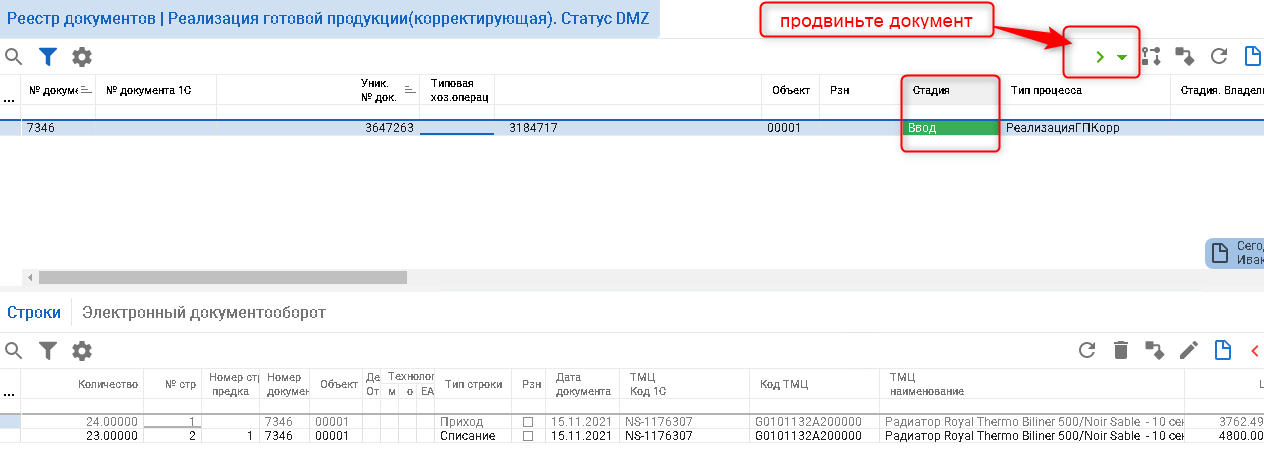 Реестр документов | Реализация готовой продукции(корректирующая). Статус DMZ
продвиньте документ
№ докуме № документа 1С Уник. № док. Типовая хоз.операц Объект Рзн Стадия Тип процесса Стадия. Владель
...
7346 3647263 3184717 00001 Ввод РеализацияГПКорр
Сего
Ивак
Строки Электронный документооборот
... Количество № стр Номер стр предка Номер докумен Объект Де От Технолог м о ЕА Тип строки Рзн Дата документа ТМЦ Код 1С Код ТМЦ ТМЦ наименование Ц
24.00000 1 7346 00001 Приход 15.11.2021 NS-1176307 G0101132A200000 Радиатор Royal Thermo Biliner 500/Noir Sable - 10 сек 3762.49
23.00000 2 1 7346 00001 Списание 15.11.2021 NS-1176307 G0101132A200000 Радиатор Royal Thermo Biliner 500/Noir Sable - 10 сек 4800.00